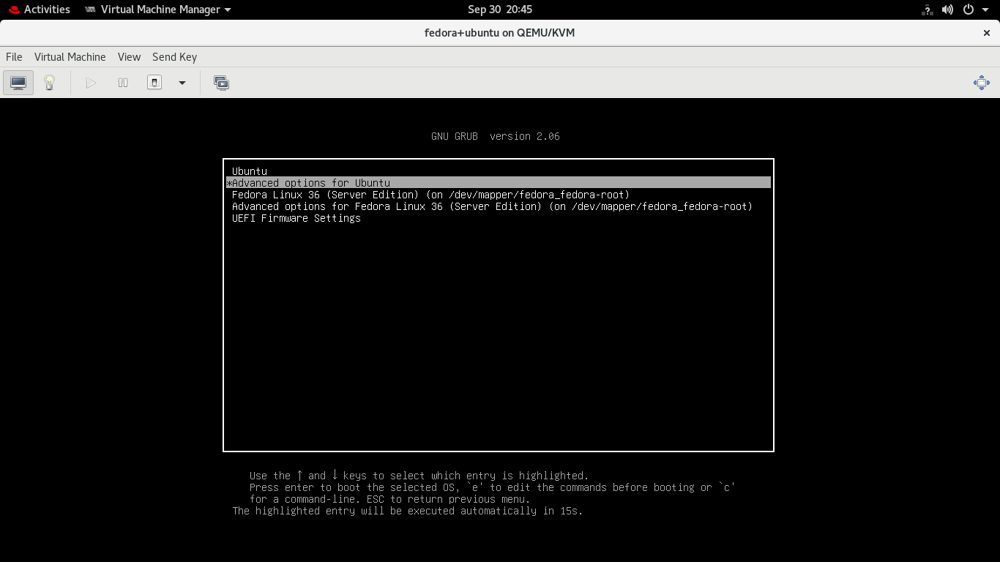 Activities Virtual Machine Manager Sep 30 20:45
fedora+ubuntu on QEMU/KVM
File Virtual Machine View Send Key
GNU GRUB version 2.06
Ubuntu
*Advanced options for Ubuntu
Fedora Linux 36 (Server Edition) (on /dev/mapper/fedora_fedora-root)
Advanced options for Fedora Linux 36 (Server Edition) (on /dev/mapper/fedora_fedora-root)
UEFI Firmware Settings
Use the ↑ and ↓ keys to select which entry is highlighted.
Press enter to boot the selected OS, `e' to edit the commands before booting or `c'
for a command-line. ESC to return previous menu.
The highlighted entry will be executed automatically in 15s.